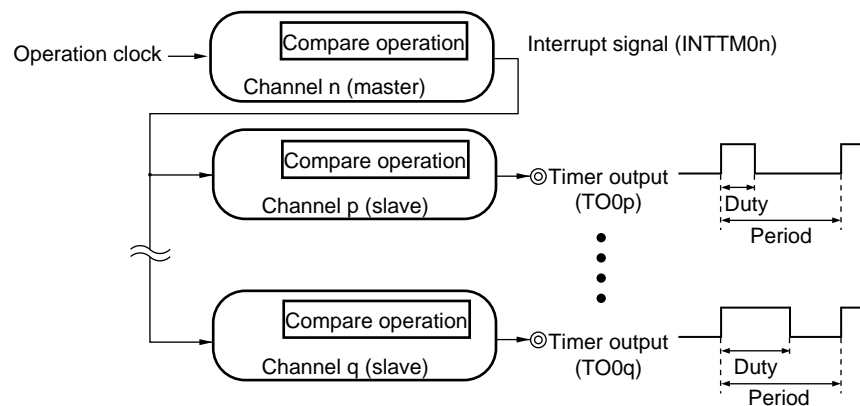 Compare operation
Operation clock
Interrupt signal (INTTM0n)
Channel n (master)
Compare operation
Channel p (slave)
Timer output
(TO0p)
Duty
Period
Compare operation
Channel q (slave)
Timer output
(TO0q)
Duty
Period